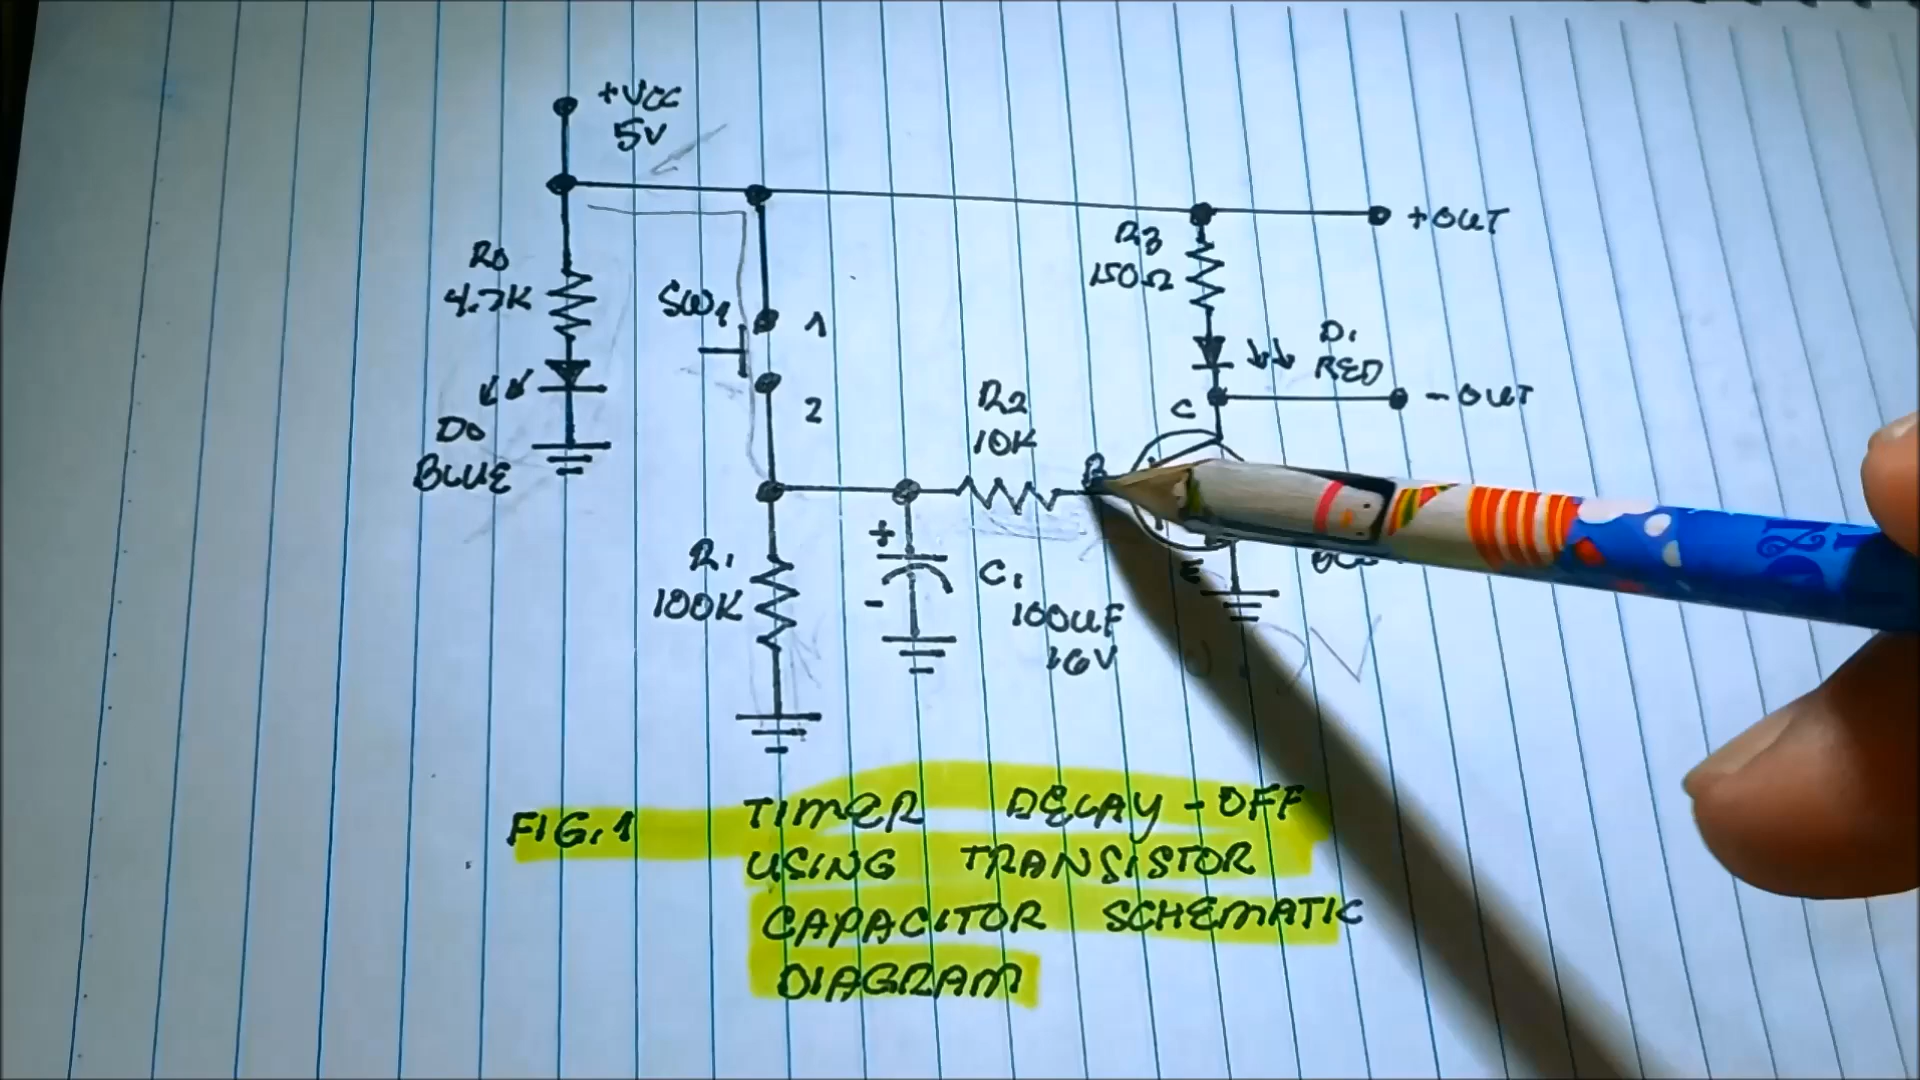 +VCC
5V
R0
4.7K
D0
BLUE
SW1
1
2
R1
100K
+
-
C1
100UF
16V
R2
10K
B
R3
150Ω
D1
RED
C
E
+OUT
-OUT
FIG.1
TIMER DELAY-OFF
USING TRANSISTOR
CAPACITOR SCHEMATIC
DIAGRAM